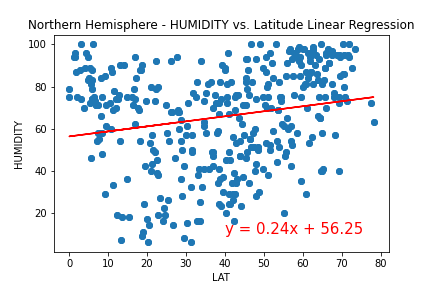 Northern Hemisphere - HUMIDITY vs. Latitude Linear Regression
100
80
60
40
20
HUMIDITY
y = 0.24x + 56.25
0 10 20 30 40 50 60 70 80
LAT